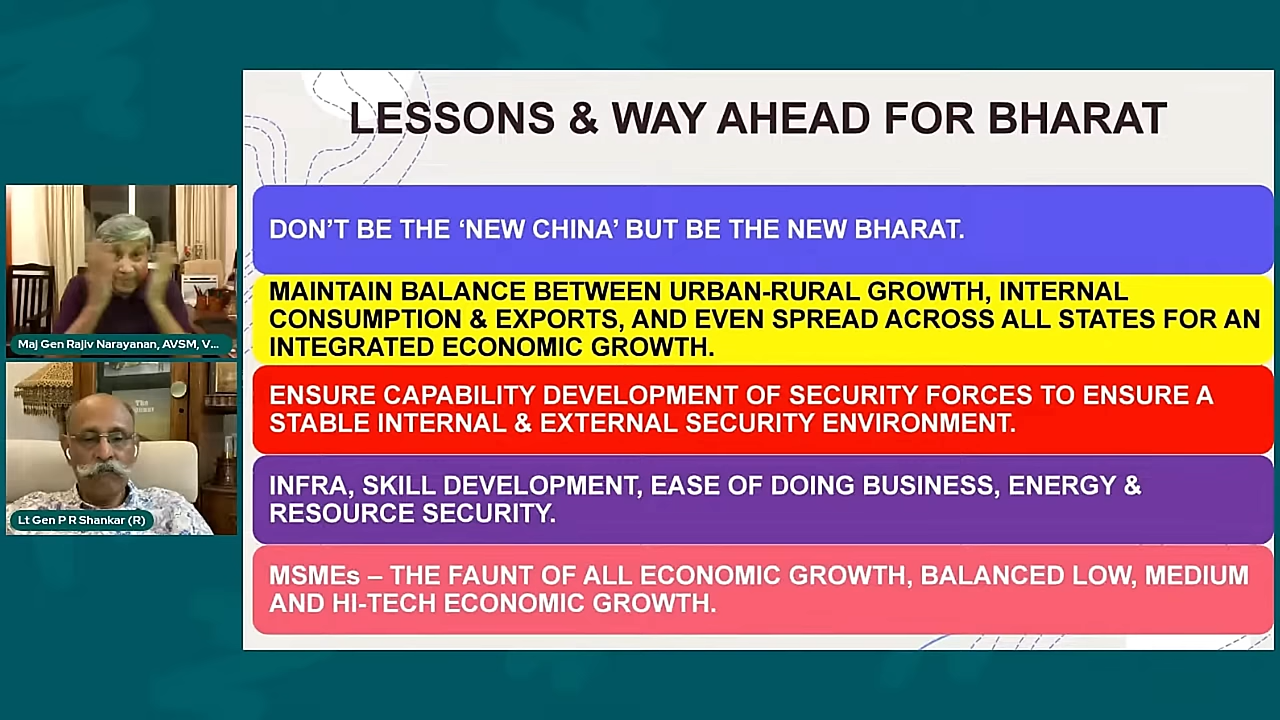 LESSONS & WAY AHEAD FOR BHARAT
DON’T BE THE ‘NEW CHINA’ BUT BE THE NEW BHARAT.
MAINTAIN BALANCE BETWEEN URBAN-RURAL GROWTH, INTERNAL
CONSUMPTION & EXPORTS, AND EVEN SPREAD ACROSS ALL STATES FOR AN
INTEGRATED ECONOMIC GROWTH.
ENSURE CAPABILITY DEVELOPMENT OF SECURITY FORCES TO ENSURE A
STABLE INTERNAL & EXTERNAL SECURITY ENVIRONMENT.
INFRA, SKILL DEVELOPMENT, EASE OF DOING BUSINESS, ENERGY &
RESOURCE SECURITY.
MSMEs – THE FAUNT OF ALL ECONOMIC GROWTH, BALANCED LOW, MEDIUM
AND HI-TECH ECONOMIC GROWTH.
Maj Gen Rajiv Narayanan, AVSM, V...
Lt Gen P R Shankar (R)